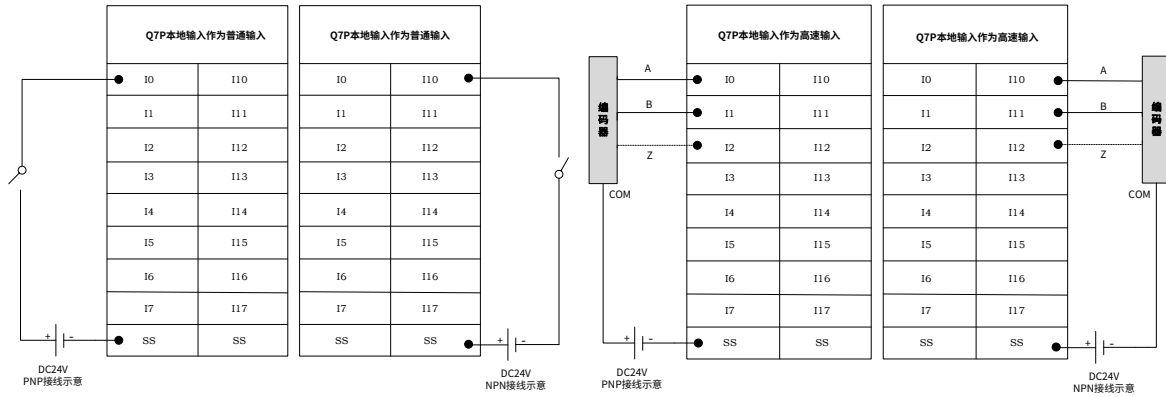 Q7P本地输入作为普通输入
I0 I10
I1 I11
I2 I12
I3 I13
I4 I14
I5 I15
I6 I16
I7 I17
SS SS
+ -
DC24V
PNP接线示意
Q7P本地输入作为普通输入
I0 I10
I1 I11
I2 I12
I3 I13
I4 I14
I5 I15
I6 I16
I7 I17
SS SS
+ -
DC24V
NPN接线示意
Q7P本地输入作为高速输入
编码器
A
B
Z
COM
I0 I10
I1 I11
I2 I12
I3 I13
I4 I14
I5 I15
I6 I16
I7 I17
SS SS
+ -
DC24V
PNP接线示意
Q7P本地输入作为高速输入
I0 I10
I1 I11
I2 I12
I3 I13
I4 I14
I5 I15
I6 I16
I7 I17
SS SS
A
B
Z
编码器
COM
+ -
DC24V
NPN接线示意